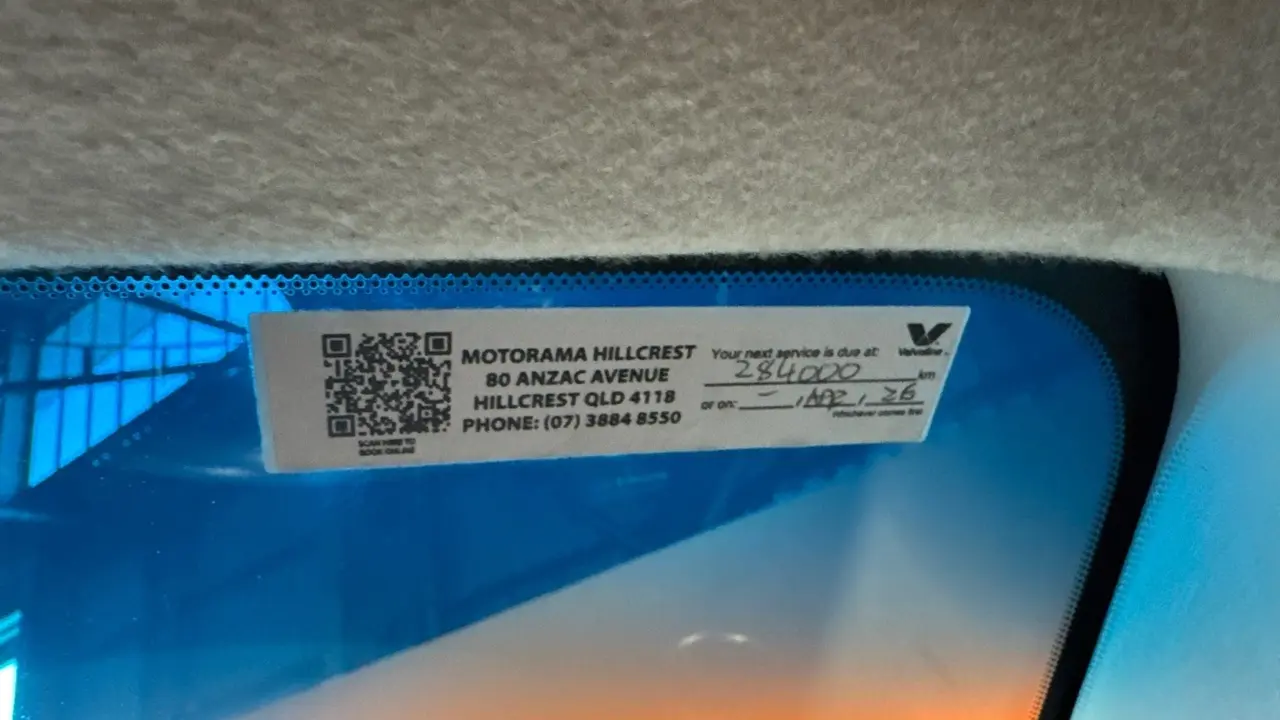 MOTORAMA HILLCREST
80 ANZAC AVENUE
HILLCREST QLD 4118
PHONE: (07) 3884 8550
SCAN HERE TO
BOOK ONLINE
Your next service is due at:
284000 km
or on: - / APR / 26
Whichever comes first
Valvoline